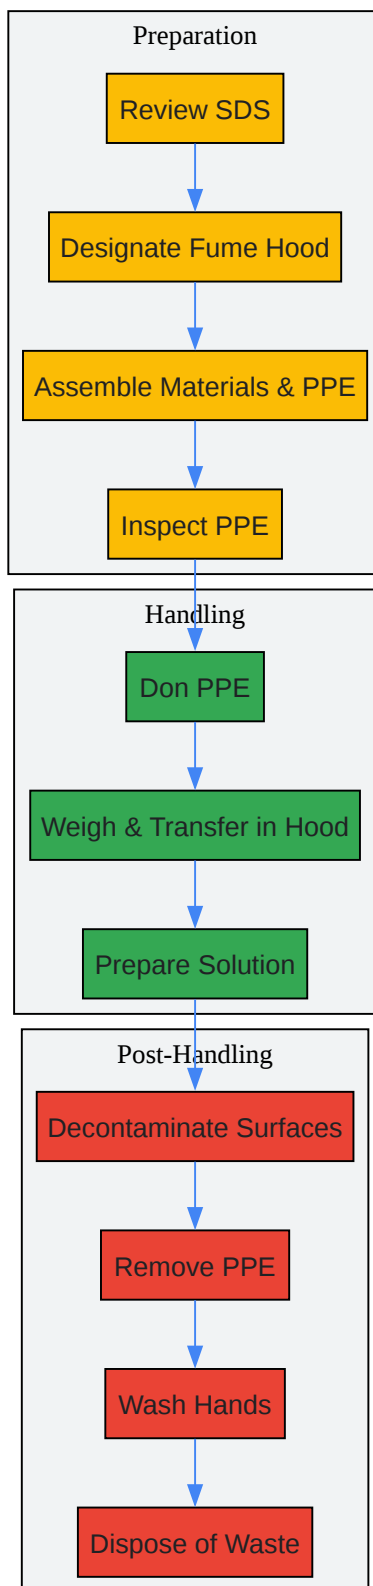 Preparation
Review SDS
Designate Fume Hood
Assemble Materials & PPE
Inspect PPE
Handling
Don PPE
Weigh & Transfer in Hood
Prepare Solution
Post-Handling
Decontaminate Surfaces
Remove PPE
Wash Hands
Dispose of Waste